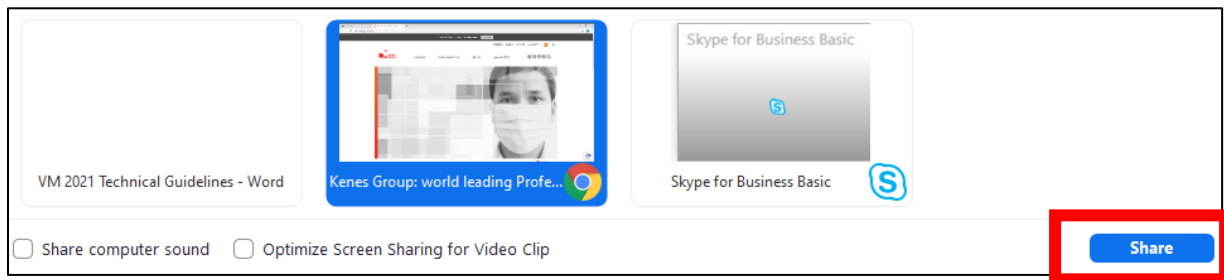 Skype for Business Basic
VM 2021 Technical Guidelines - Word
Kenes Group: world leading Profe...
Skype for Business Basic
Share computer sound
Optimize Screen Sharing for Video Clip
Share